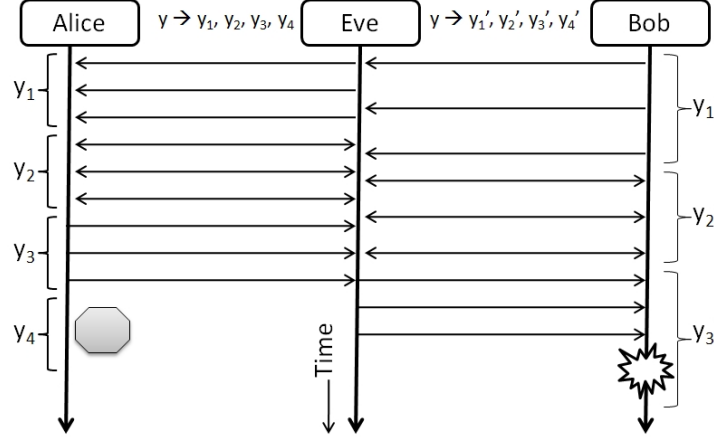 Alice
y → y₁, y₂, y₃, y₄
Eve
y → y₁′, y₂′, y₃′, y₄′
Bob
y₁
y₁
y₂
y₂
y₃
y₃
y₄
Time